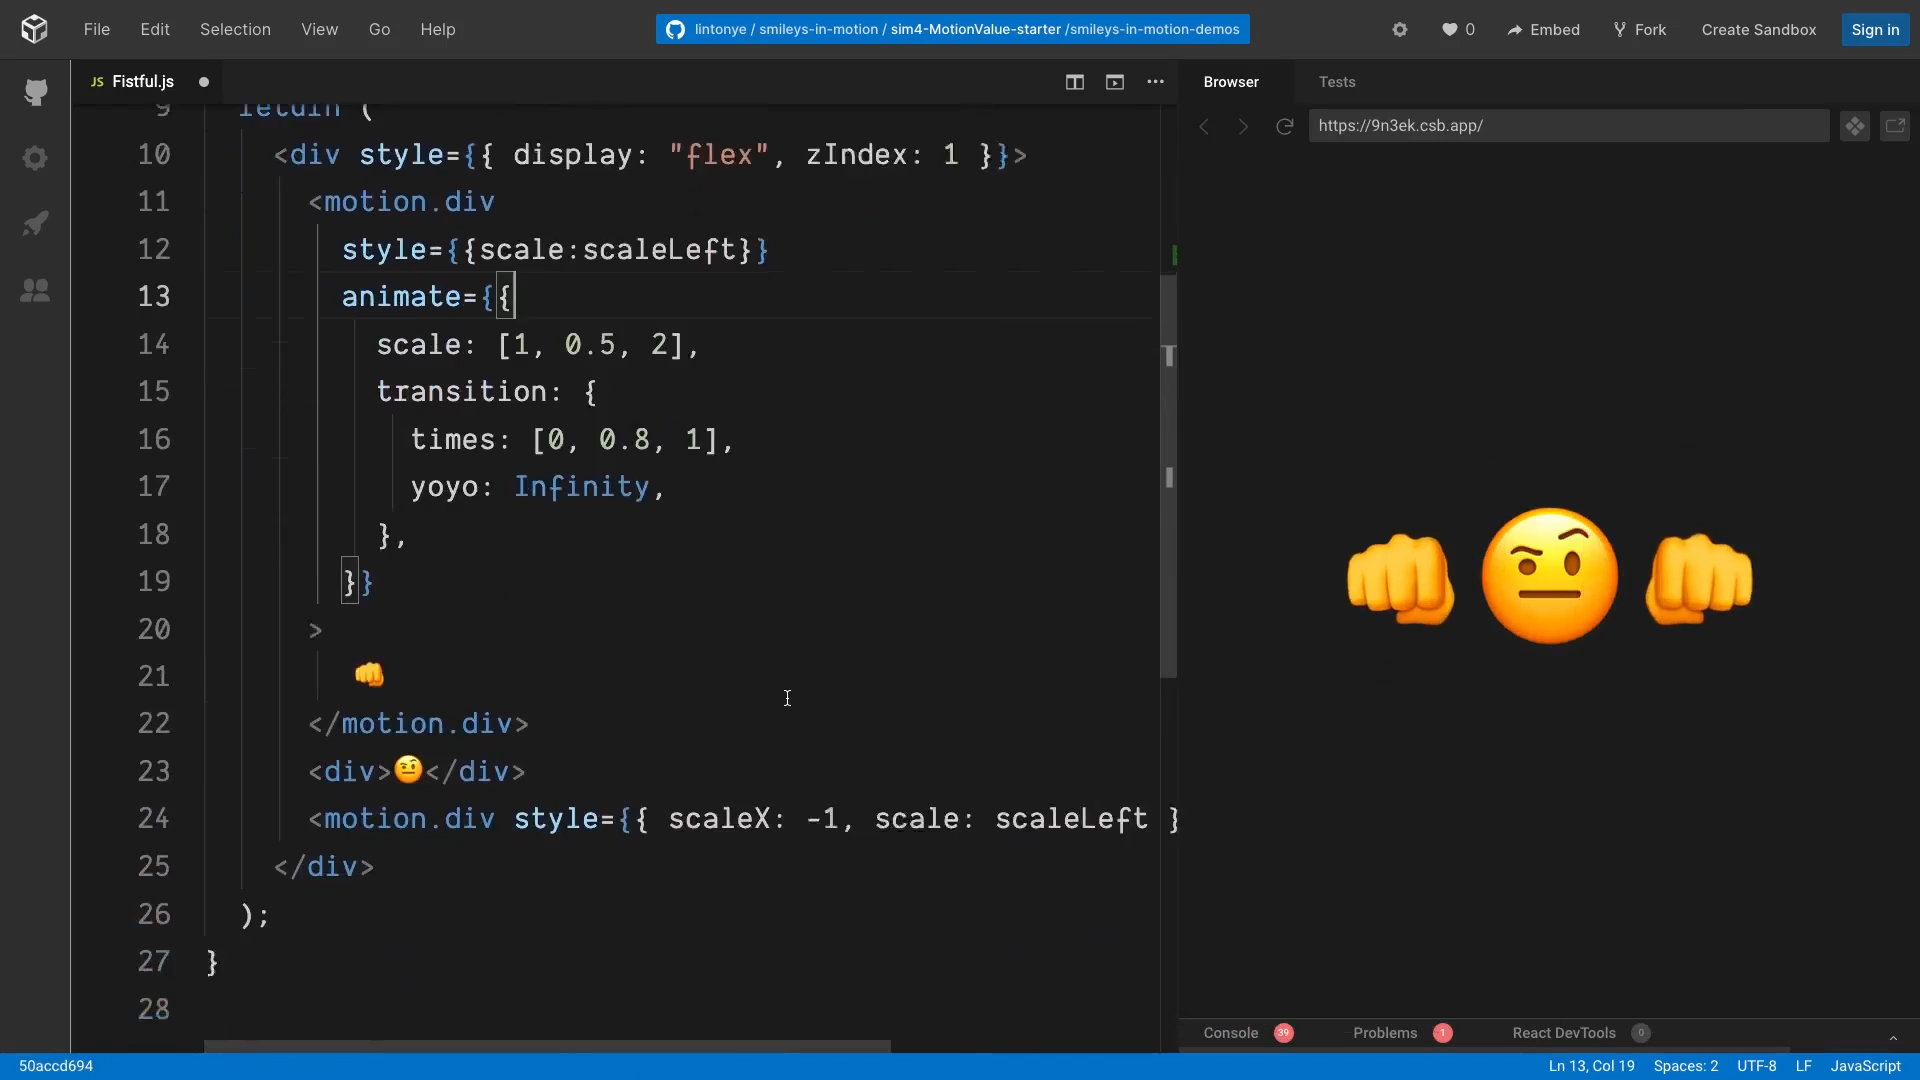 File Edit Selection View Go Help lintonye / smileys-in-motion / sim4-MotionValue-starter /smileys-in-motion-demos 0 Embed Fork Create Sandbox Sign in
JS Fistful.js Browser Tests
https://9n3ek.csb.app/
9 return (
10 <div style={{ display: "flex", zIndex: 1 }}>
11 <motion.div
12 style={{scale:scaleLeft}}
13 animate={{
14 scale: [1, 0.5, 2],
15 transition: {
16 times: [0, 0.8, 1],
17 yoyo: Infinity,
18 },
19 }}
20 >
21 👊
22 </motion.div>
23 <div>🤨</div>
24 <motion.div style={{ scaleX: -1, scale: scaleLeft }
25 </div>
26 );
27 }
28
Console 39 Problems 1 React DevTools 0
50accd694 Ln 13, Col 19 Spaces: 2 UTF-8 LF JavaScript